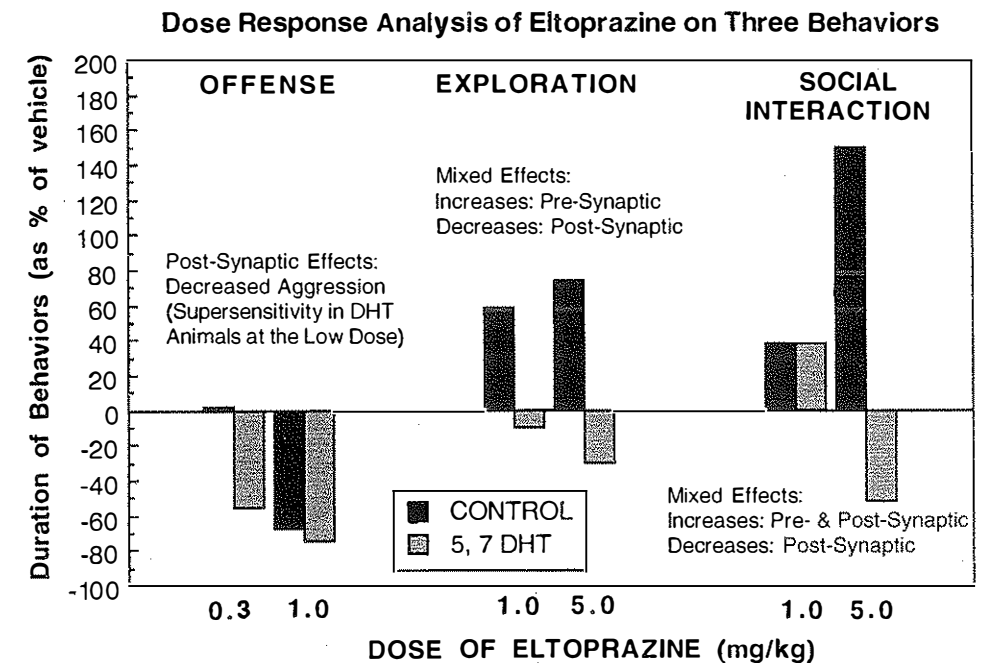 Dose Response Analysis of Eltoprazine on Three Behaviors
Duration of Behaviors (as % of vehicle)
200
180
160
140
120
100
80
60
40
20
0
-20
-40
-60
-80
-100
OFFENSE
EXPLORATION
SOCIAL
INTERACTION
Post-Synaptic Effects:
Decreased Aggression
(Supersensitivity in DHT
Animals at the Low Dose)
Mixed Effects:
Increases: Pre-Synaptic
Decreases: Post-Synaptic
Mixed Effects:
Increases: Pre- & Post-Synaptic
Decreases: Post-Synaptic
CONTROL
5, 7 DHT
0.3 1.0 1.0 5.0 1.0 5.0
DOSE OF ELTOPRAZINE (mg/kg)